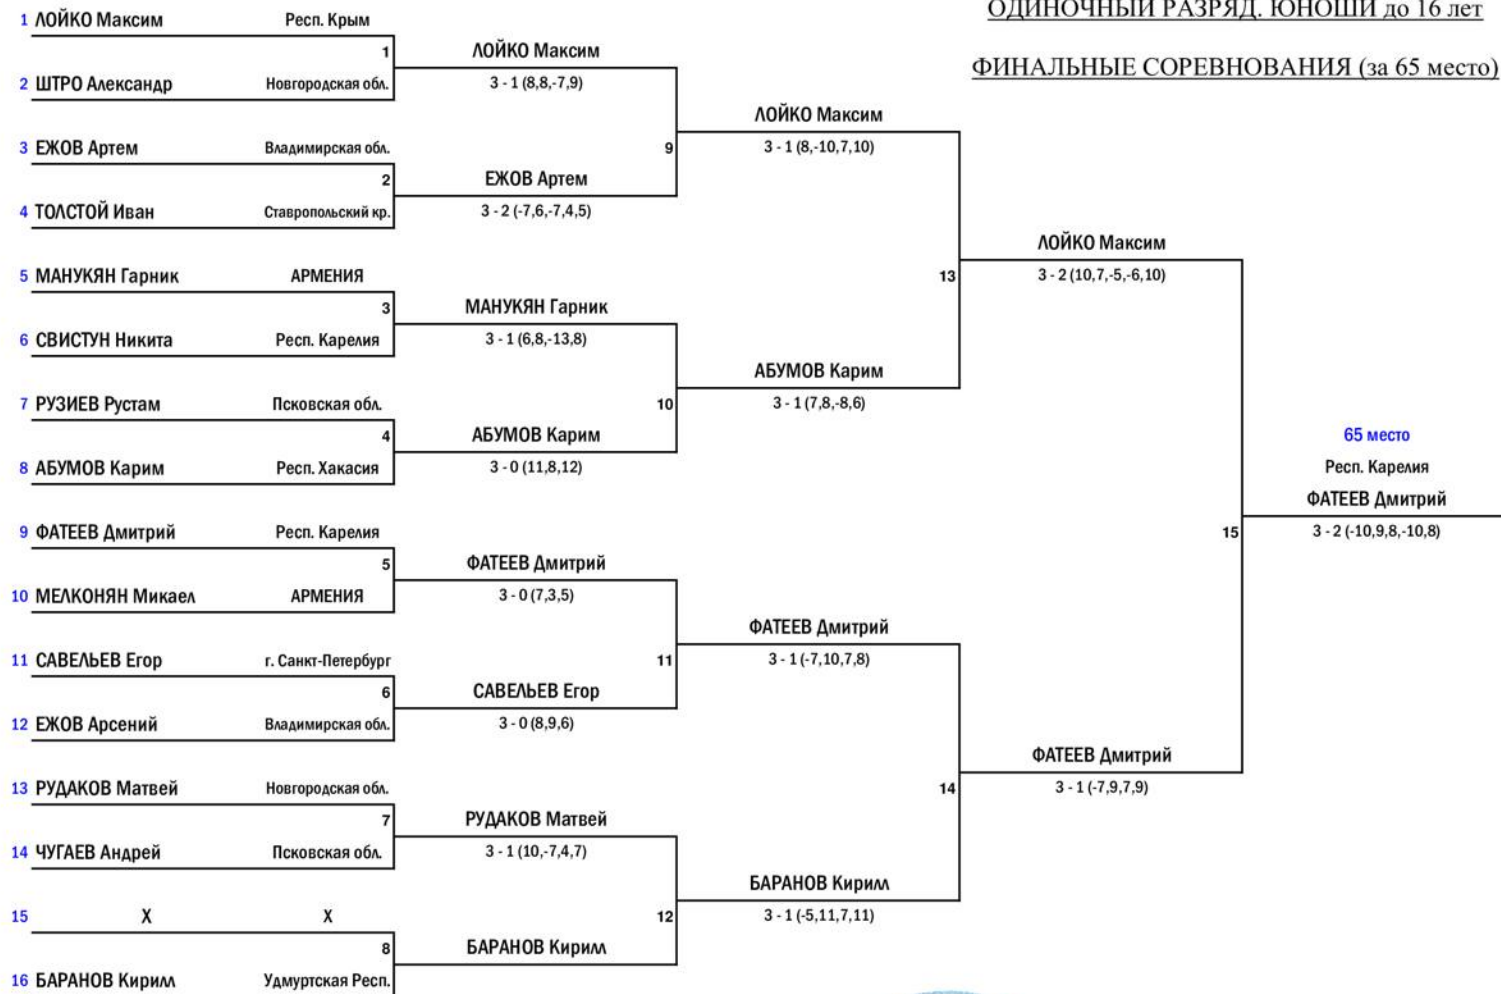 ОДИНОЧНЫЙ РАЗРЯД. ЮНОШИ до 16 лет
ФИНАЛЬНЫЕ СОРЕВНОВАНИЯ (за 65 место)
1 ЛОЙКО Максим Респ. Крым
1
2 ШТРО Александр Новгородская обл.
ЛОЙКО Максим
3 - 1 (8,8,-7,9)
3 ЕЖОВ Артем Владимирская обл.
2
4 ТОЛСТОЙ Иван Ставропольский кр.
ЕЖОВ Артем
3 - 2 (-7,6,-7,4,5)
9
ЛОЙКО Максим
3 - 1 (8,-10,7,10)
5 МАНУКЯН Гарник АРМЕНИЯ
3
6 СВИСТУН Никита Респ. Карелия
МАНУКЯН Гарник
3 - 1 (6,8,-13,8)
7 РУЗИЕВ Рустам Псковская обл.
4
8 АБУМОВ Карим Респ. Хакасия
АБУМОВ Карим
3 - 0 (11,8,12)
10
АБУМОВ Карим
3 - 1 (7,8,-8,6)
13
ЛОЙКО Максим
3 - 2 (10,7,-5,-6,10)
9 ФАТЕЕВ Дмитрий Респ. Карелия
5
10 МЕЛКОНЯН Микаел АРМЕНИЯ
ФАТЕЕВ Дмитрий
3 - 0 (7,3,5)
11 САВЕЛЬЕВ Егор г. Санкт-Петербург
6
12 ЕЖОВ Арсений Владимирская обл.
САВЕЛЬЕВ Егор
3 - 0 (8,9,6)
11
ФАТЕЕВ Дмитрий
3 - 1 (-7,10,7,8)
13 РУДАКОВ Матвей Новгородская обл.
7
14 ЧУГАЕВ Андрей Псковская обл.
РУДАКОВ Матвей
3 - 1 (10,-7,4,7)
15 X X
8
16 БАРАНОВ Кирилл Удмуртская Респ.
БАРАНОВ Кирилл
12
БАРАНОВ Кирилл
3 - 1 (-5,11,7,11)
14
ФАТЕЕВ Дмитрий
3 - 1 (-7,9,7,9)
15
65 место
Респ. Карелия
ФАТЕЕВ Дмитрий
3 - 2 (-10,9,8,-10,8)